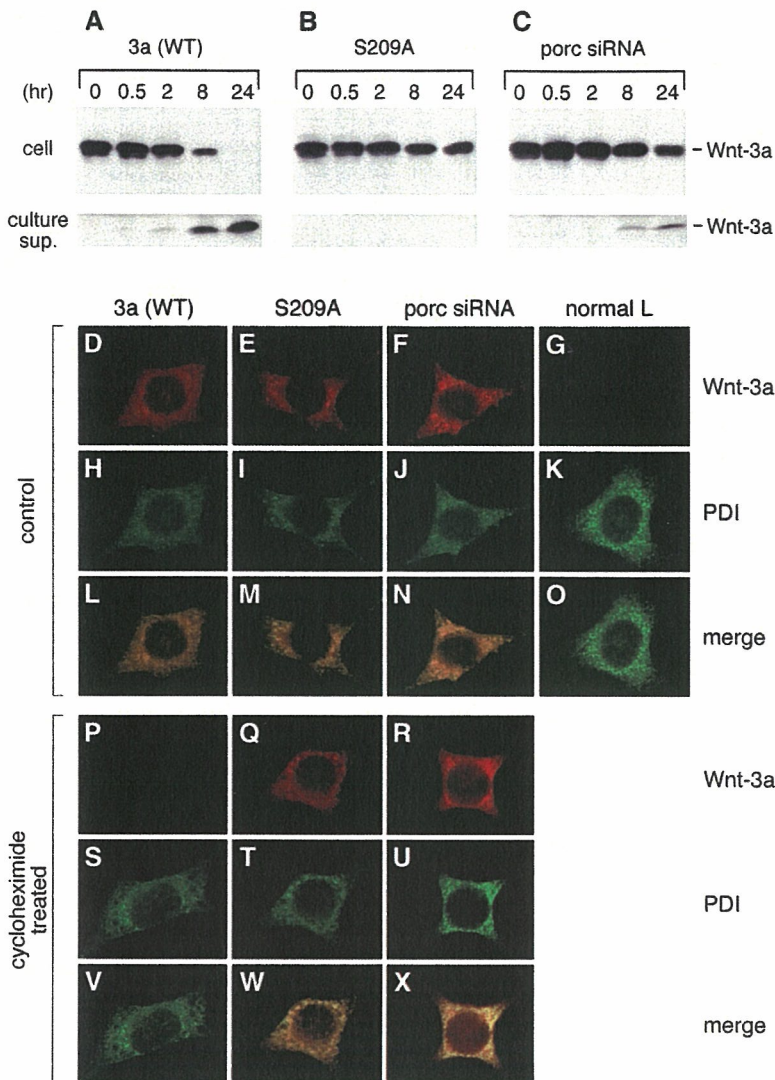 A B C
3a (WT) S209A porc siRNA
(hr) 0 0.5 2 8 24 0 0.5 2 8 24 0 0.5 2 8 24
cell – Wnt-3a
culture sup. – Wnt-3a
3a (WT) S209A porc siRNA normal L
control
D E F G Wnt-3a
H I J K PDI
L M N O merge
cycloheximide treated
P Q R Wnt-3a
S T U PDI
V W X merge